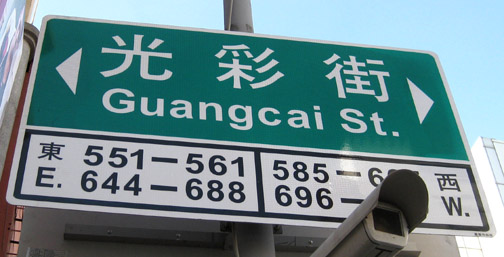 光彩街
Guangcai St.
東 551－561 585－ 西
E. 644－688 696－ W.